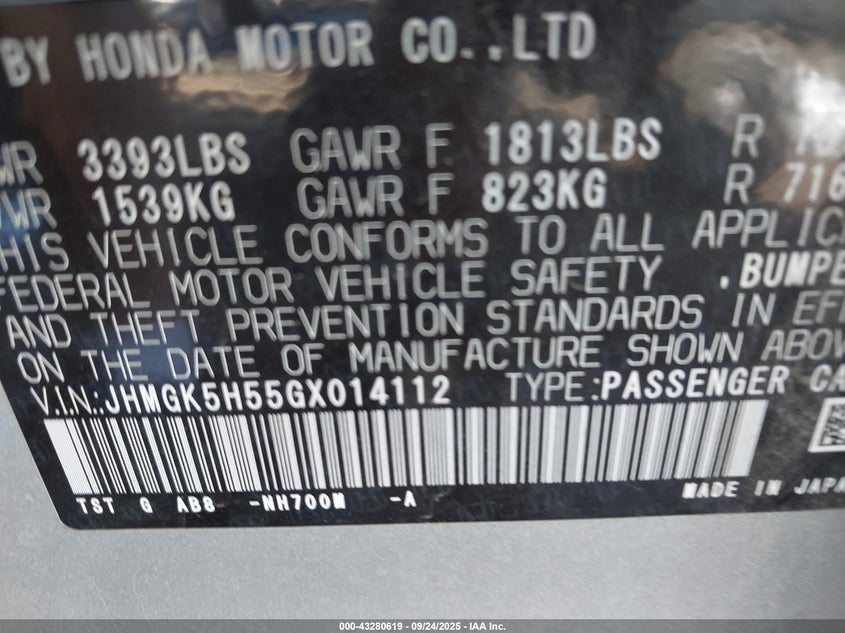 BY HONDA MOTOR CO.,LTD
WR 3393LBS GAWR F 1813LBS R
WR 1539KG GAWR F 823KG R 716
THIS VEHICLE CONFORMS TO ALL APPLIC
FEDERAL MOTOR VEHICLE SAFETY ,BUMPE
AND THEFT PREVENTION STANDARDS IN EFF
ON THE DATE OF MANUFACTURE SHOWN ABOV
V.I.N.:JHMGK5H55GX014112 TYPE:PASSENGER CA
TST G AB8 -NH700M -A MADE IN JAPA
000-43280619 - 09/24/2025 - IAA Inc.